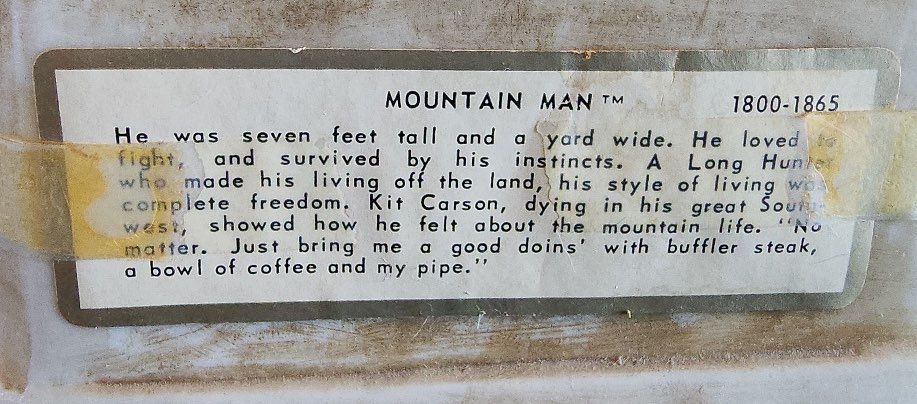 MOUNTAIN MAN™ 1800-1865
He was seven feet tall and a yard wide. He loved to
fight, and survived by his instincts. A Long Hunter
who made his living off the land, his style of living was
complete freedom. Kit Carson, dying in his great South-
west, showed how he felt about the mountain life. "No
matter. Just bring me a good doins' with buffler steak,
a bowl of coffee and my pipe."